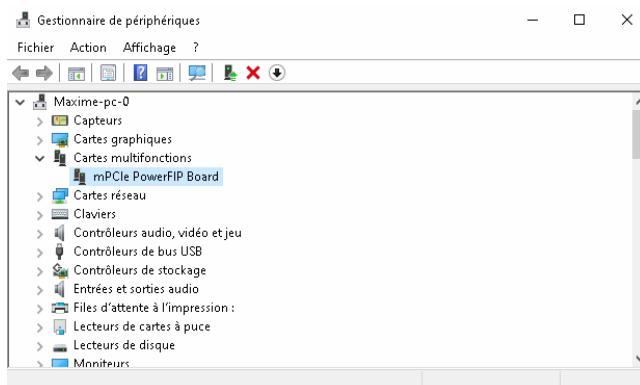 Gestionnaire de périphériques
Fichier Action Affichage ?
Maxime-pc-0
Capteurs
Cartes graphiques
Cartes multifonctions
mPCIe PowerFIP Board
Cartes réseau
Claviers
Contrôleurs audio, vidéo et jeu
Contrôleurs de bus USB
Contrôleurs de stockage
Entrées et sorties audio
Files d'attente à l'impression :
Lecteurs de cartes à puce
Lecteurs de disque
Moniteurs